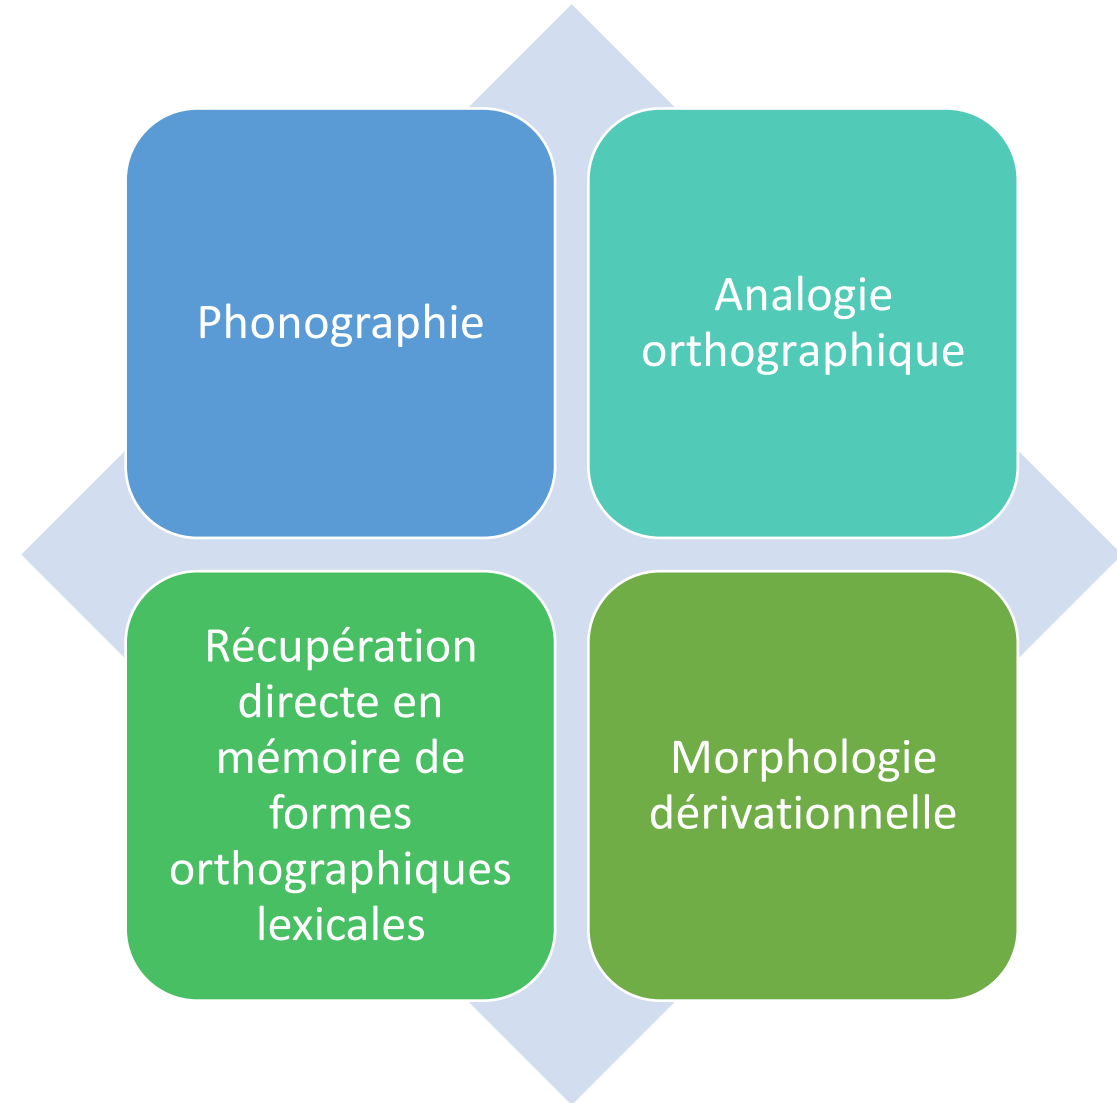 Phonographie
Analogie
orthographique
Récupération
directe en
mémoire de
formes
orthographiques
lexicales
Morphologie
dérivationnelle